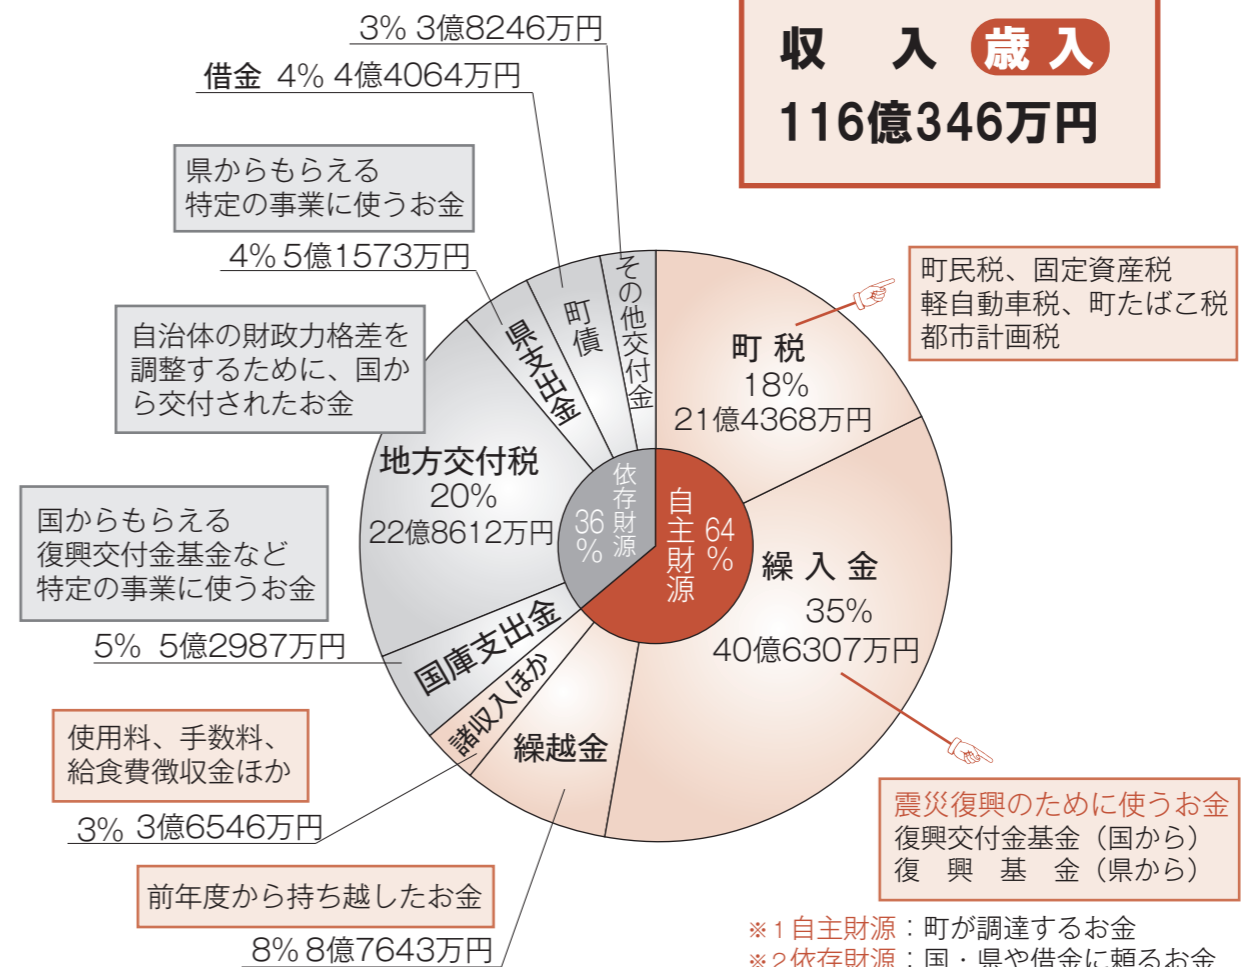 収入 歳入
116億346万円
3% 3億8246万円
借金 4% 4億4064万円
県からもらえる
特定の事業に使うお金
4% 5億1573万円
自治体の財政力格差を
調整するために、国か
ら交付されたお金
国からもらえる
復興交付金基金など
特定の事業に使うお金
5% 5億2987万円
使用料、手数料、
給食費徴収金ほか
3% 3億6546万円
前年度から持ち越したお金
8% 8億7643万円
その他交付金
町債
県支出金
地方交付税
20%
22億8612万円
国庫支出金
諸収入ほか
繰越金
依存財源
36%
自主財源
64%
町税
18%
21億4368万円
繰入金
35%
40億6307万円
町民税、固定資産税
軽自動車税、町たばこ税
都市計画税
震災復興のために使うお金
復興交付金基金（国から）
復興基金（県から）
※1自主財源：町が調達するお金
※2依存財源：国・県や借金に頼るお金